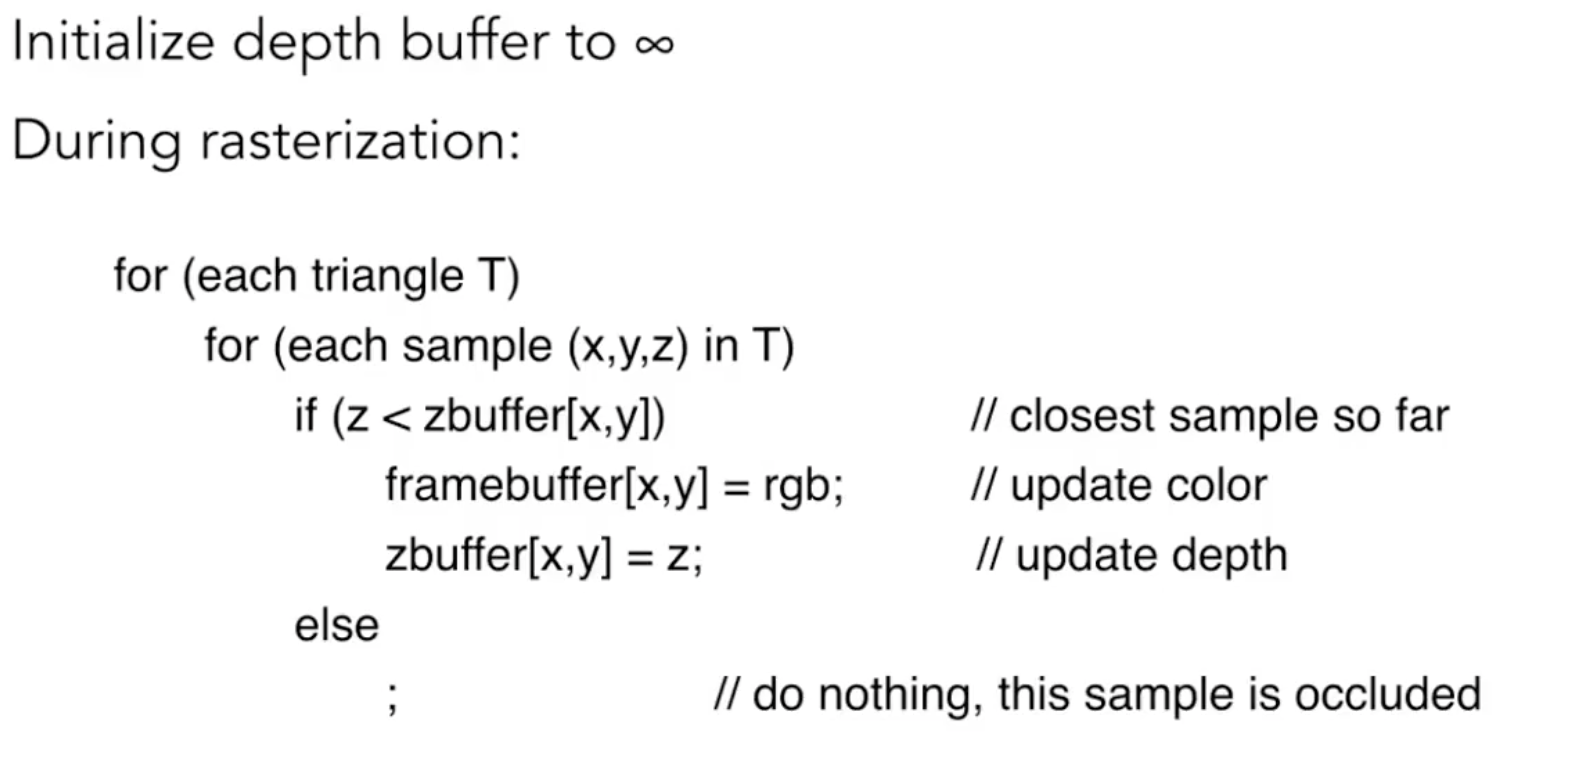 Initialize depth buffer to ∞
During rasterization:
for (each triangle T)
for (each sample (x,y,z) in T)
if (z < zbuffer[x,y]) // closest sample so far
framebuffer[x,y] = rgb; // update color
zbuffer[x,y] = z; // update depth
else
; // do nothing, this sample is occluded